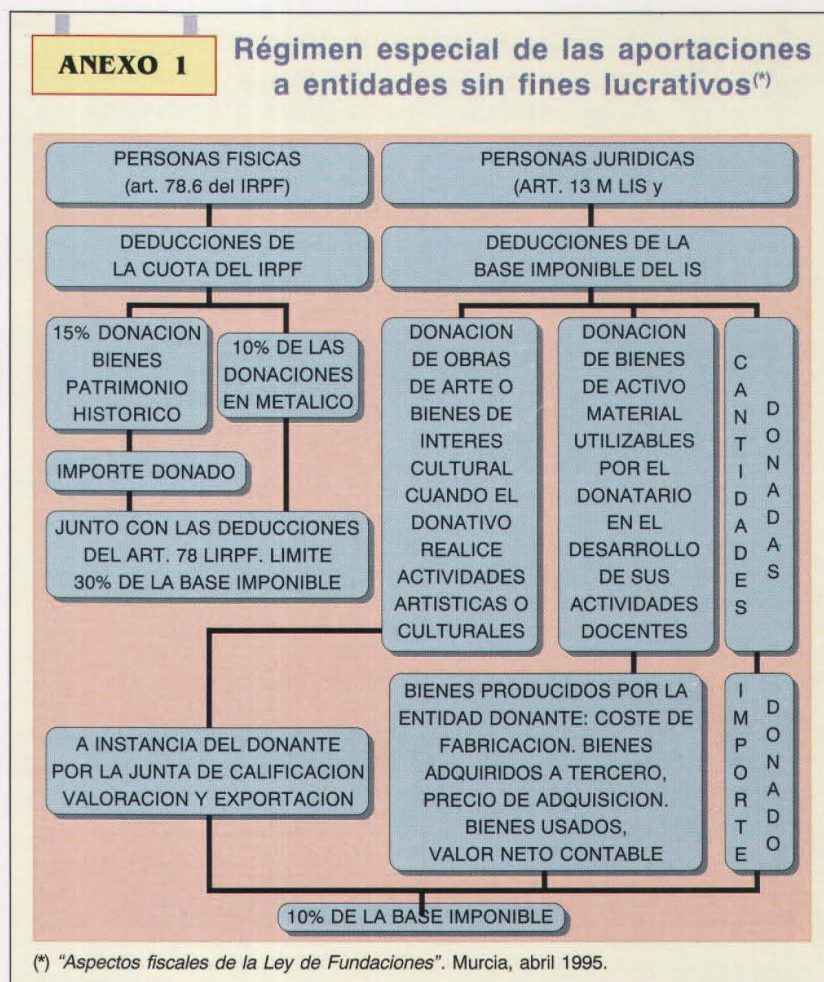 ANEXO 1
Régimen especial de las aportaciones
a entidades sin fines lucrativos(*)
PERSONAS FISICAS
(art. 78.6 del IRPF)
PERSONAS JURIDICAS
(ART. 13 M LIS y
DEDUCCIONES DE
LA CUOTA DEL IRPF
DEDUCCIONES DE LA
BASE IMPONIBLE DEL IS
15% DONACION
BIENES
PATRIMONIO
HISTORICO
10% DE LAS
DONACIONES
EN METALICO
IMPORTE DONADO
JUNTO CON LAS DEDUCCIONES
DEL ART. 78 LIRPF. LIMITE
30% DE LA BASE IMPONIBLE
DONACION
DE OBRAS
DE ARTE O
BIENES DE
INTERES
CULTURAL
CUANDO EL
DONATIVO
REALICE
ACTIVIDADES
ARTISTICAS O
CULTURALES
DONACION
DE BIENES
DE ACTIVO
MATERIAL
UTILIZABLES
POR EL
DONATARIO
EN EL
DESARROLLO
DE SUS
ACTIVIDADES
DOCENTES
CANTIDADES
DONADAS
A INSTANCIA DEL DONANTE
POR LA JUNTA DE CALIFICACION
VALORACION Y EXPORTACION
BIENES PRODUCIDOS POR LA
ENTIDAD DONANTE: COSTE DE
FABRICACION. BIENES
ADQUIRIDOS A TERCERO,
PRECIO DE ADQUISICION.
BIENES USADOS,
VALOR NETO CONTABLE
IMPORTE
DONADO
10% DE LA BASE IMPONIBLE
(*) "Aspectos fiscales de la Ley de Fundaciones". Murcia, abril 1995.